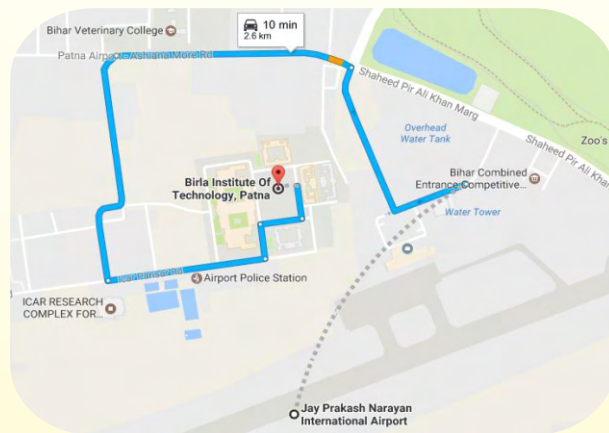 10 min
2.6 km
Bihar Veterinary College
Patna Airport - Ashiana More Rd
Shaheed Pir Ali Khan Marg
Shaheed Pir Ali Khan
Zoo's
Overhead
Water Tank
Birla Institute Of
Technology, Patna
Bihar Combined
Entrance Competitive...
Water Tower
Airport Police Station
ICAR RESEARCH
COMPLEX FOR...
Jay Prakash Narayan
International Airport